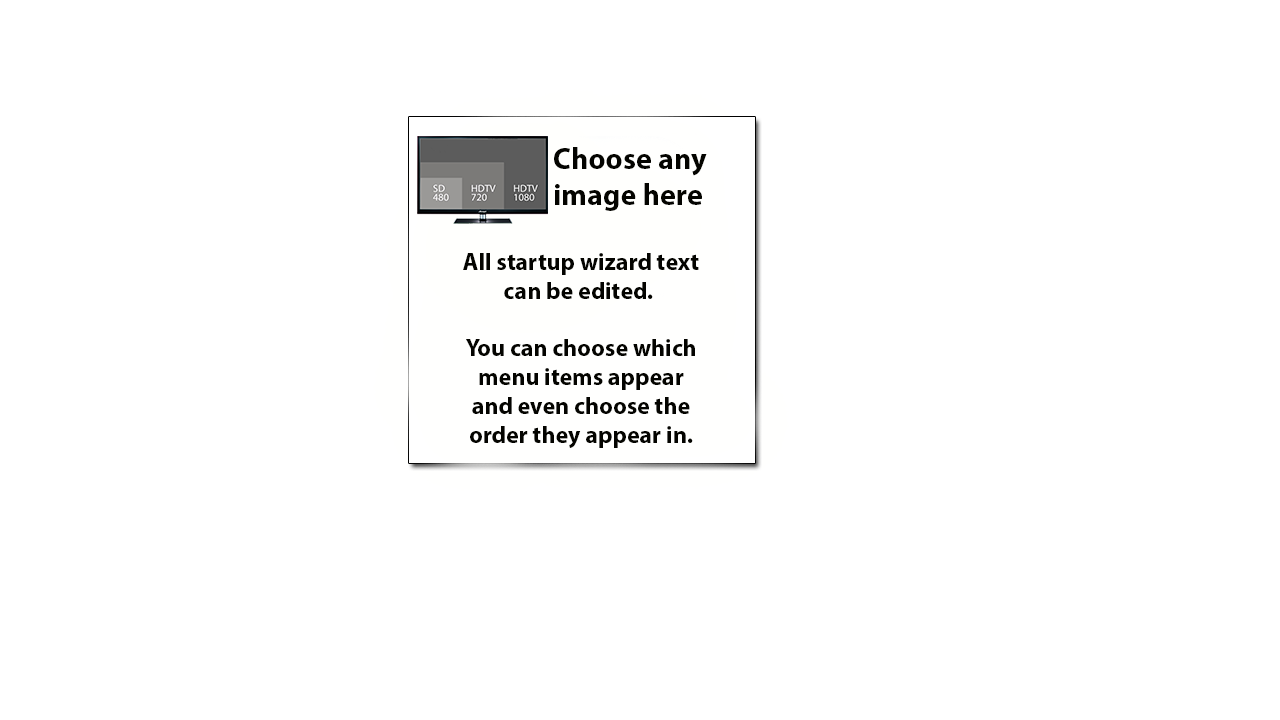 Choose any
image here
SD
480
HDTV
720
HDTV
1080
All startup wizard text
can be edited.
You can choose which
menu items appear
and even choose the
order they appear in.